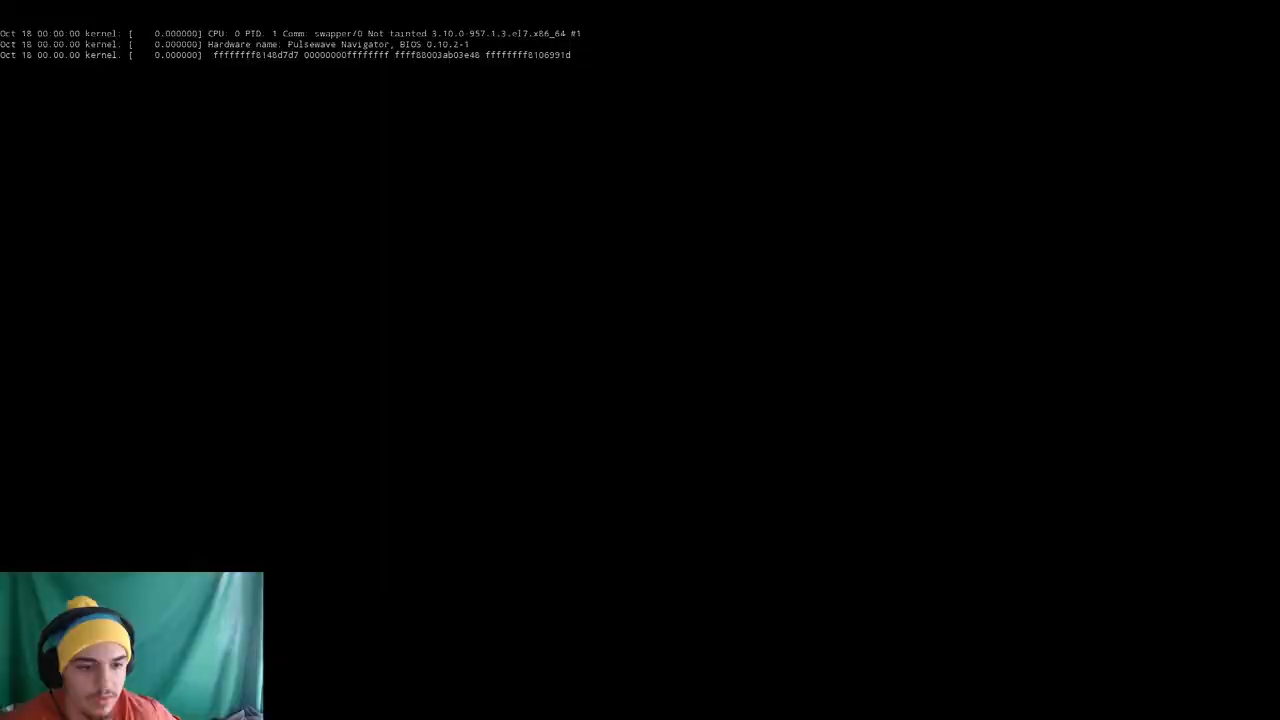 Oct 18 00:00:00 kernel: [    0.000000] CPU: 0 PID: 1 Comm: swapper/0 Not tainted 3.10.0-957.1.3.el7.x86_64 #1
Oct 18 00:00:00 kernel: [    0.000000] Hardware name: Pulsewave Navigator, BIOS 0.10.2-1
Oct 18 00:00:00 kernel: [    0.000000]  ffffffff8148d7d7 00000000ffffffff ffff88003ab03e48 ffffffff8106991d